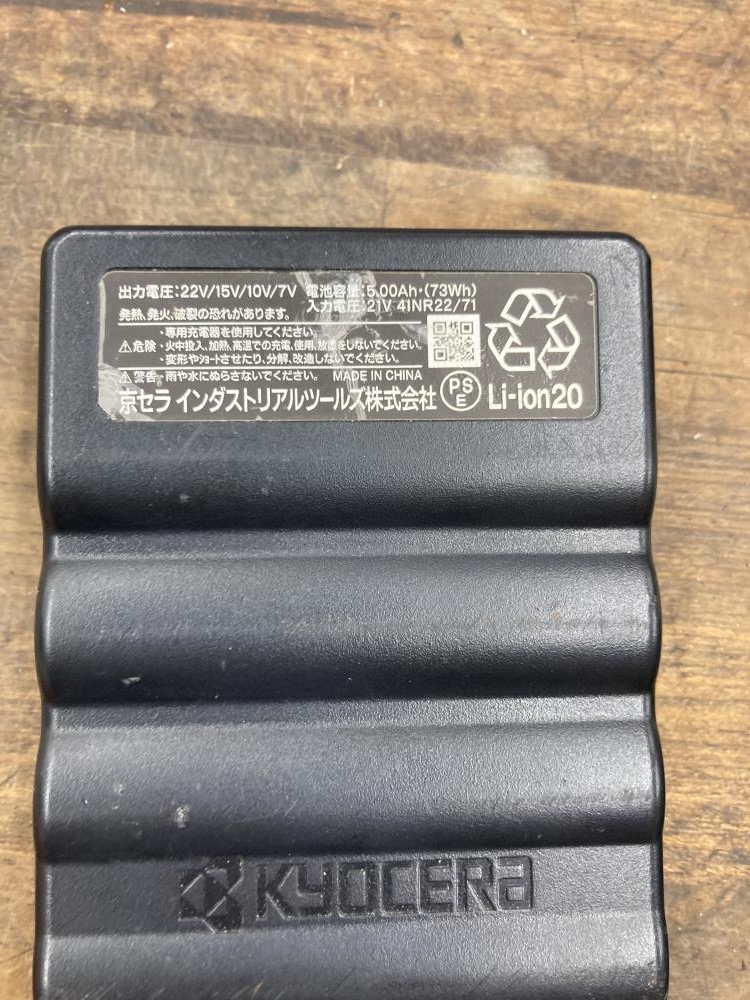 出力電圧:22V/15V/10V/7V 電池容量:5.00Ah・(73Wh)
発熱、発火、破裂の恐れがあります。 入力電圧:21V 4INR22/71
⚠危険
・専用充電器を使用してください。
・火中投入、加熱、高温での充電、使用、放置をしないでください。
・変形やショートさせたり、分解、改造しないでください。
⚠警告・雨や水にぬらさないでください。 MADE IN CHINA
京セラ インダストリアルツールズ株式会社 PSE Li-ion20
KYOCERA